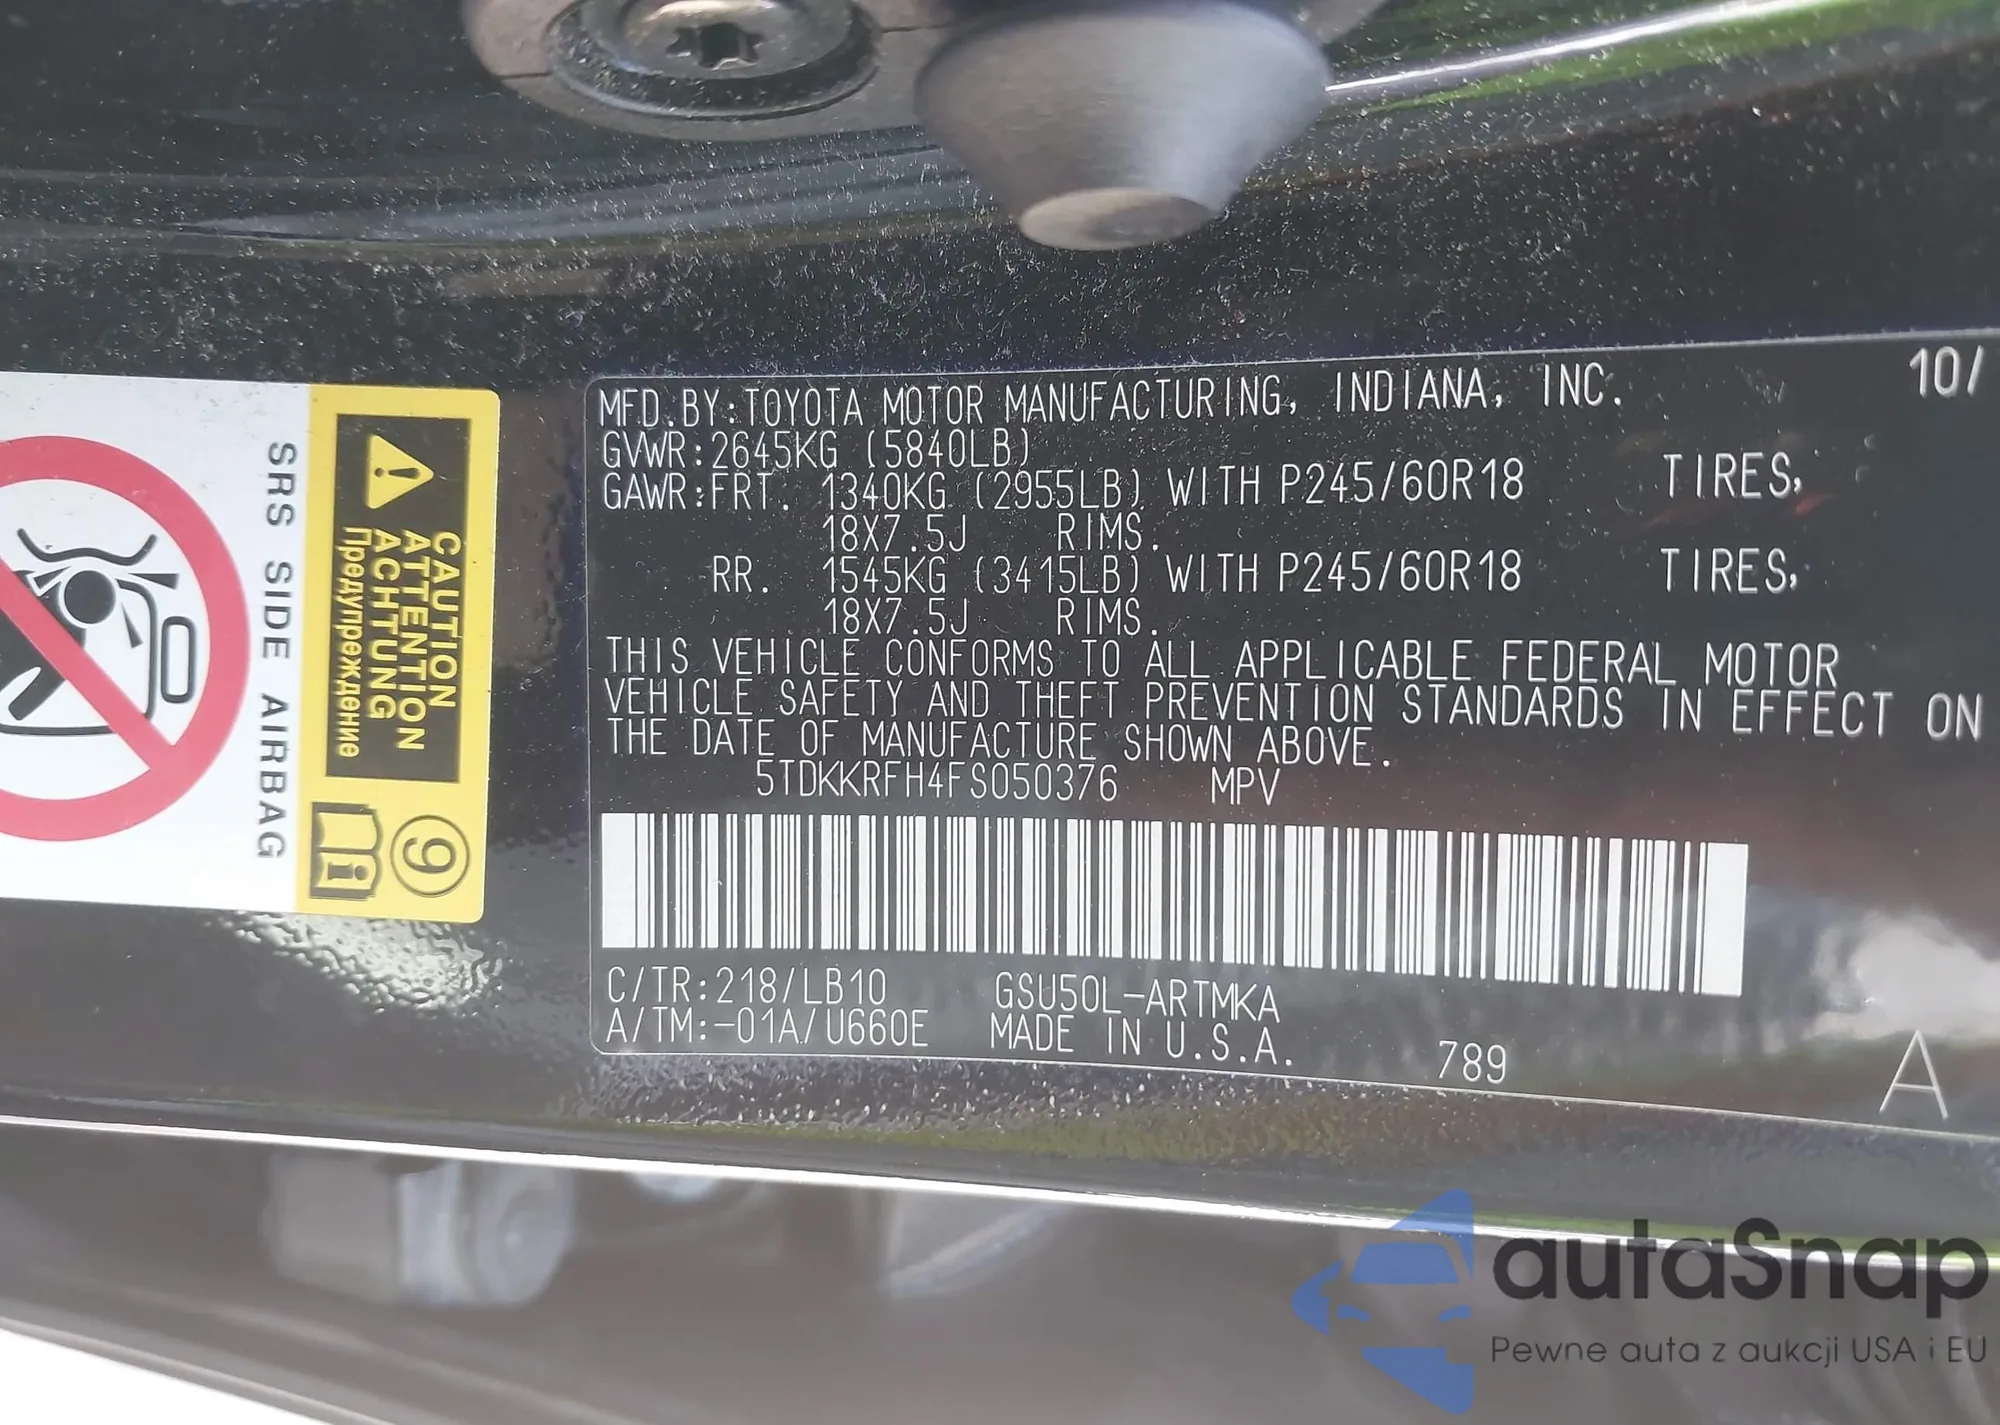 MFD.BY:TOYOTA MOTOR MANUFACTURING, INDIANA, INC. 10/
GVWR:2645KG (5840LB)
GAWR:FRT. 1340KG (2955LB) WITH P245/60R18 TIRES,
18X7.5J RIMS.
RR. 1545KG (3415LB) WITH P245/60R18 TIRES,
18X7.5J RIMS.
THIS VEHICLE CONFORMS TO ALL APPLICABLE FEDERAL MOTOR
VEHICLE SAFETY AND THEFT PREVENTION STANDARDS IN EFFECT ON
THE DATE OF MANUFACTURE SHOWN ABOVE.
5TDKKRFH4FS050376 MPV
C/TR:218/LB10 GSU50L-ARTMKA
A/TM:-01A/U660E MADE IN U.S.A. 789
A
CAUTION
ATTENTION
ACHTUNG
Предупреждение
9
i
SRS SIDE AIRBAG
autaSnap
Pewne auta z aukcji USA i EU